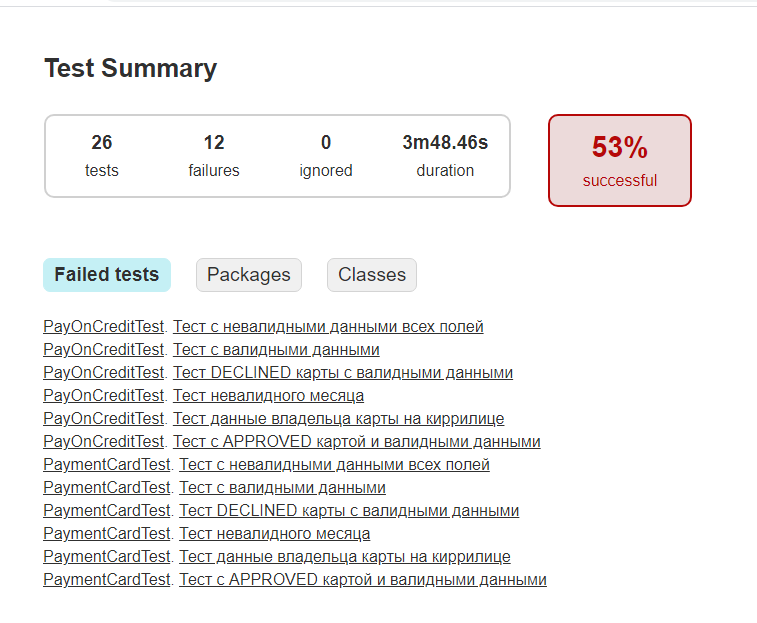 Test Summary
26 12 0 3m48.46s
tests failures ignored duration
53%
successful
Failed tests Packages Classes
PayOnCreditTest. Тест с невалидными данными всех полей
PayOnCreditTest. Тест с валидными данными
PayOnCreditTest. Тест DECLINED карты с валидными данными
PayOnCreditTest. Тест невалидного месяца
PayOnCreditTest. Тест данные владельца карты на киррилице
PayOnCreditTest. Тест с APPROVED картой и валидными данными
PaymentCardTest. Тест с невалидными данными всех полей
PaymentCardTest. Тест с валидными данными
PaymentCardTest. Тест DECLINED карты с валидными данными
PaymentCardTest. Тест невалидного месяца
PaymentCardTest. Тест данные владельца карты на киррилице
PaymentCardTest. Тест с APPROVED картой и валидными данными